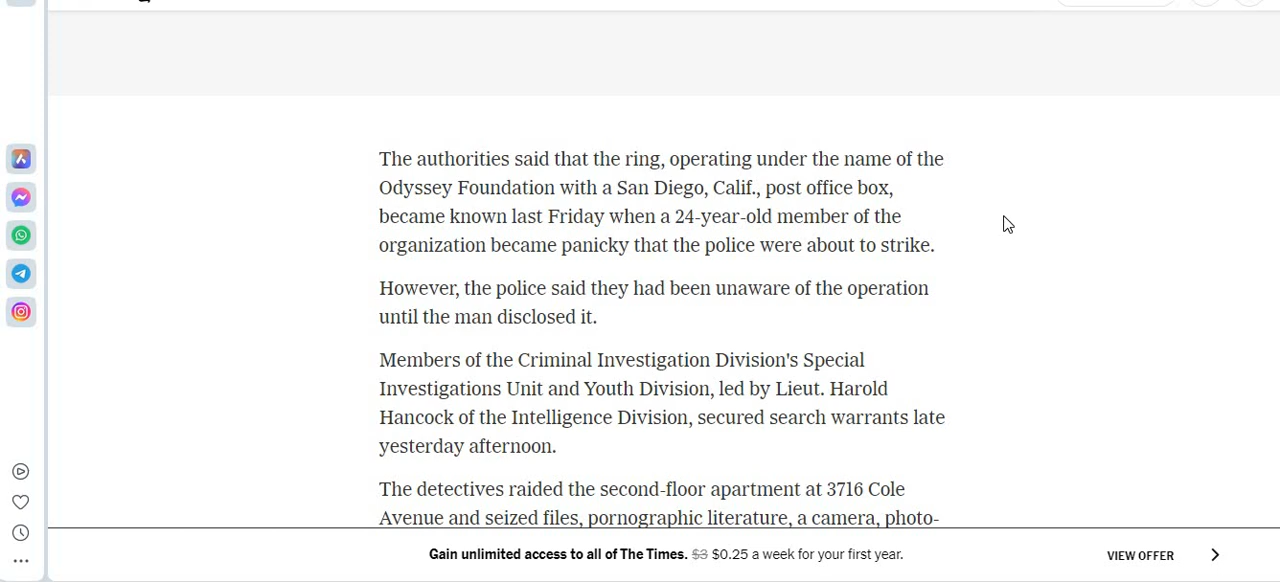 The authorities said that the ring, operating under the name of the
Odyssey Foundation with a San Diego, Calif., post office box,
became known last Friday when a 24-year-old member of the
organization became panicky that the police were about to strike.
However, the police said they had been unaware of the operation
until the man disclosed it.
Members of the Criminal Investigation Division's Special
Investigations Unit and Youth Division, led by Lieut. Harold
Hancock of the Intelligence Division, secured search warrants late
yesterday afternoon.
The detectives raided the second-floor apartment at 3716 Cole
Avenue and seized files, pornographic literature, a camera, photo-
Gain unlimited access to all of The Times. $3 $0.25 a week for your first year.
VIEW OFFER